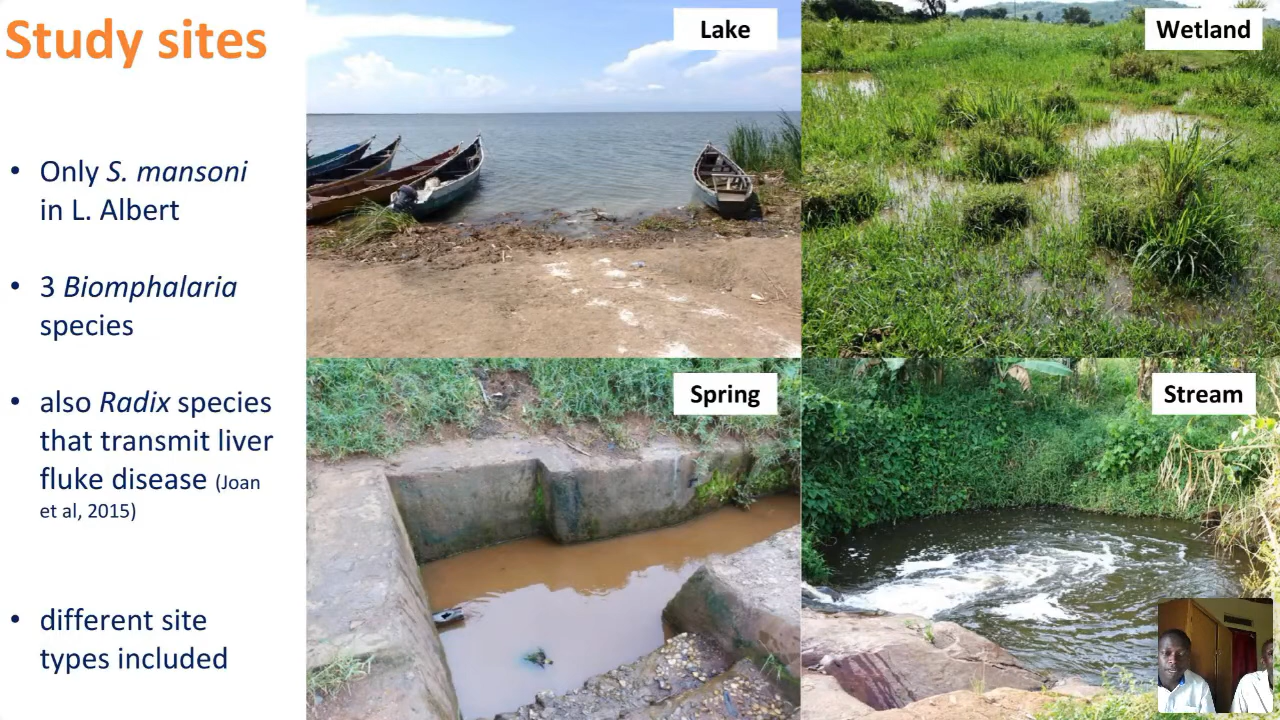 Study sites
• Only S. mansoni
in L. Albert
• 3 Biomphalaria
species
• also Radix species
that transmit liver
fluke disease (Joan
et al, 2015)
• different site
types included
Lake
Wetland
Spring
Stream